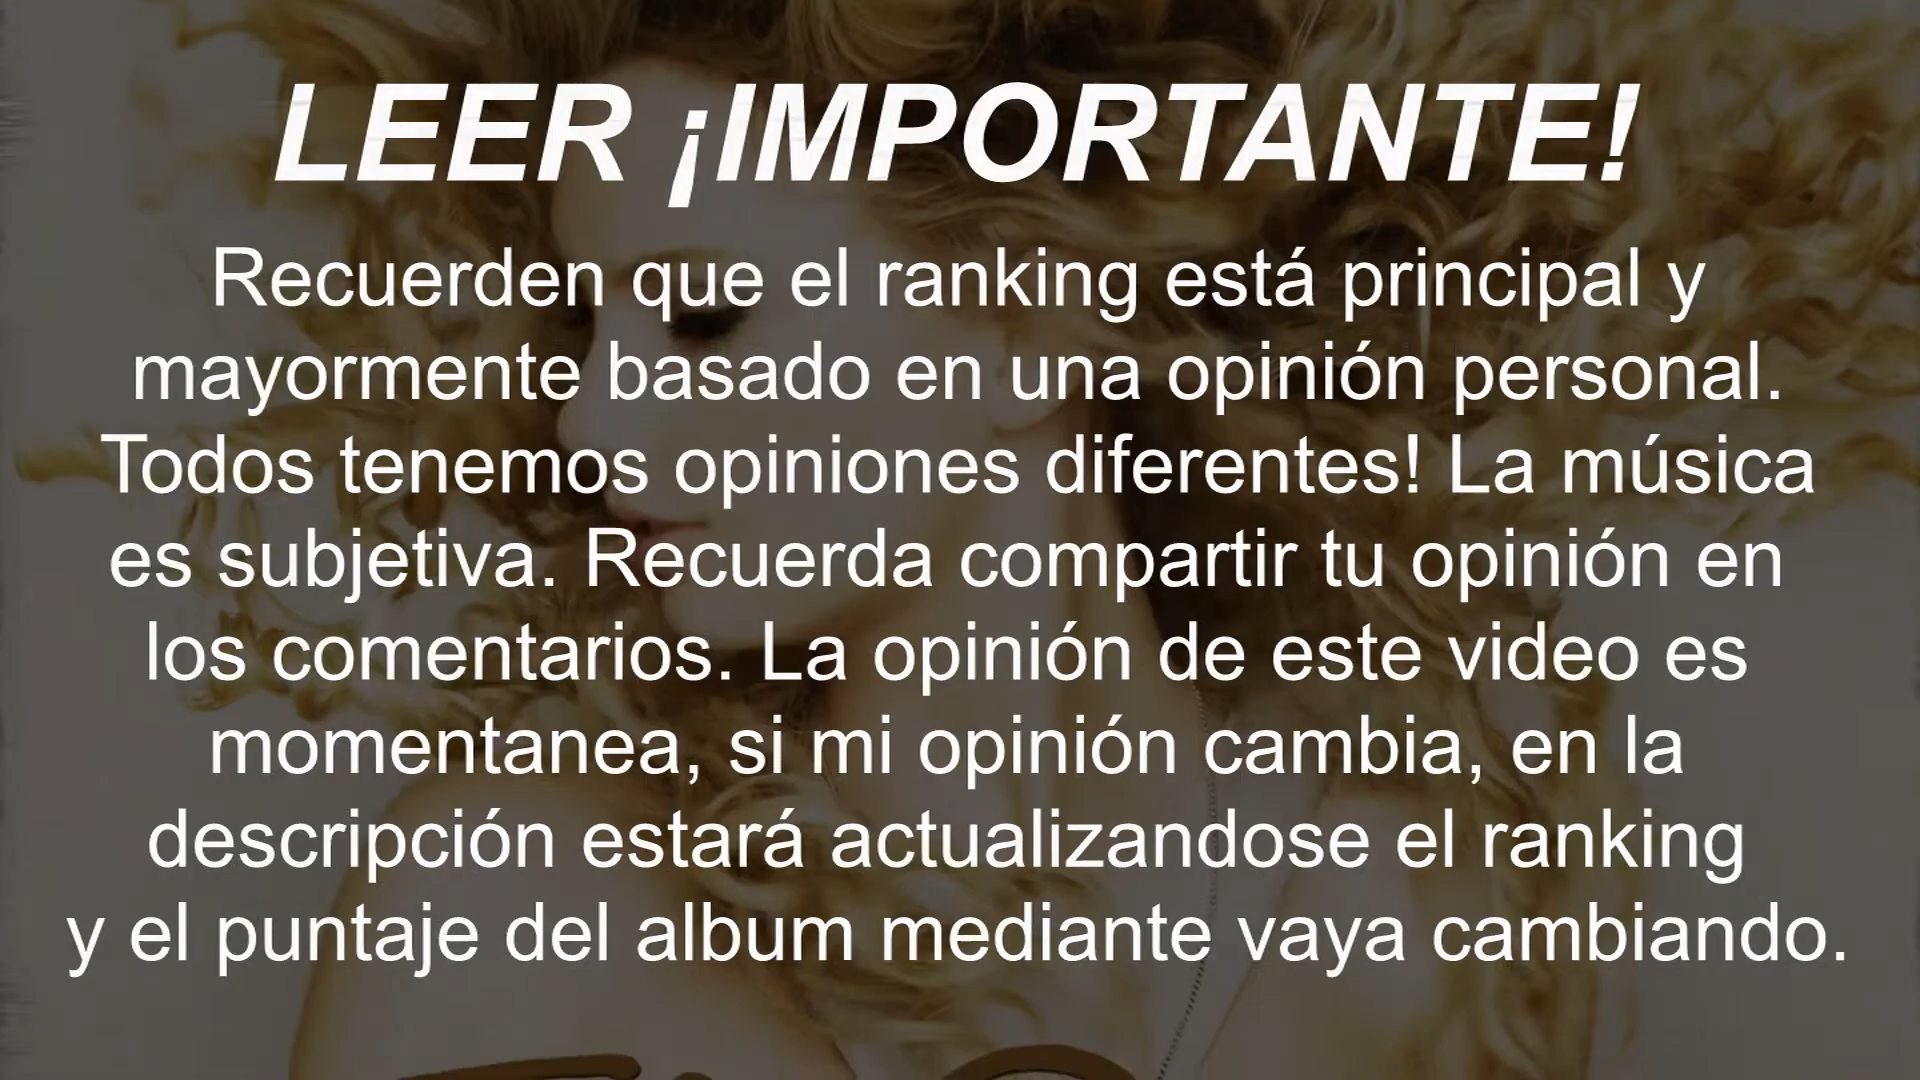 LEER ¡IMPORTANTE!
Recuerden que el ranking está principal y
mayormente basado en una opinión personal.
Todos tenemos opiniones diferentes! La música
es subjetiva. Recuerda compartir tu opinión en
los comentarios. La opinión de este video es
momentanea, si mi opinión cambia, en la
descripción estará actualizandose el ranking
y el puntaje del album mediante vaya cambiando.